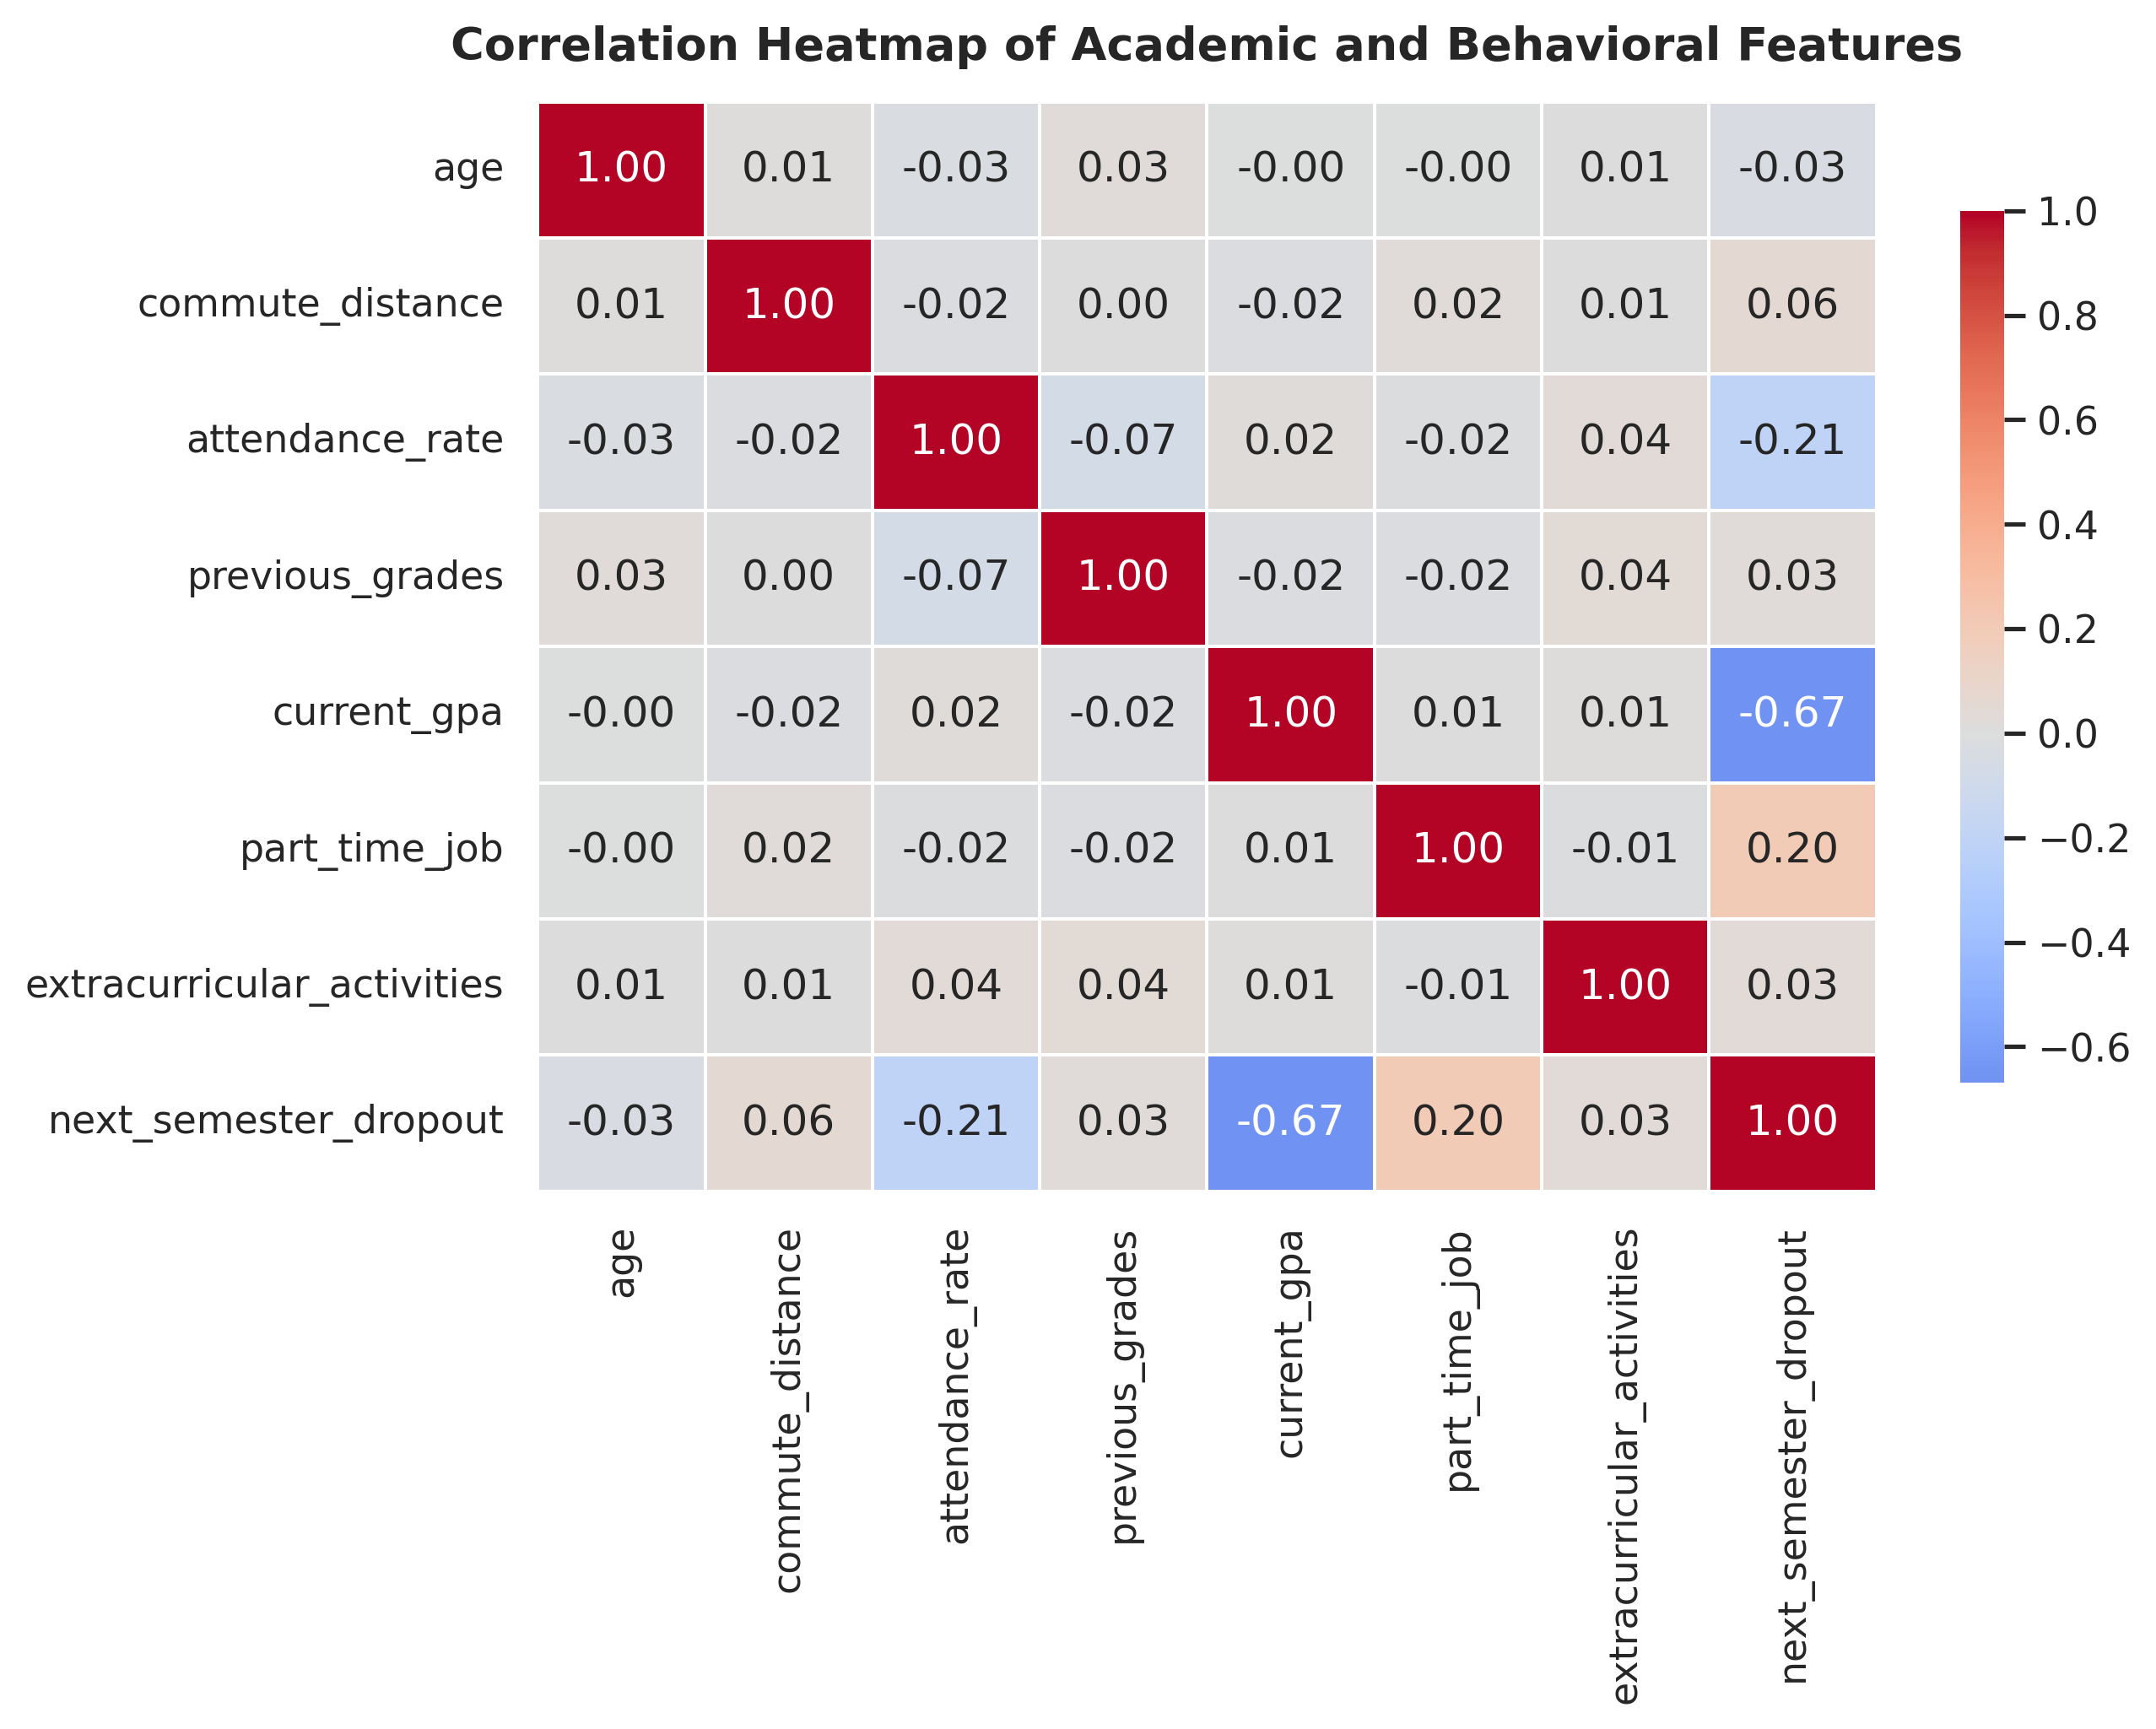 Correlation Heatmap of Academic and Behavioral Features
age 1.00 0.01 -0.03 0.03 -0.00 -0.00 0.01 -0.03
commute_distance 0.01 1.00 -0.02 0.00 -0.02 0.02 0.01 0.06
attendance_rate -0.03 -0.02 1.00 -0.07 0.02 -0.02 0.04 -0.21
previous_grades 0.03 0.00 -0.07 1.00 -0.02 -0.02 0.04 0.03
current_gpa -0.00 -0.02 0.02 -0.02 1.00 0.01 0.01 -0.67
part_time_job -0.00 0.02 -0.02 -0.02 0.01 1.00 -0.01 0.20
extracurricular_activities 0.01 0.01 0.04 0.04 0.01 -0.01 1.00 0.03
next_semester_dropout -0.03 0.06 -0.21 0.03 -0.67 0.20 0.03 1.00
age
commute_distance
attendance_rate
previous_grades
current_gpa
part_time_job
extracurricular_activities
next_semester_dropout
1.0
0.8
0.6
0.4
0.2
0.0
−0.2
−0.4
−0.6